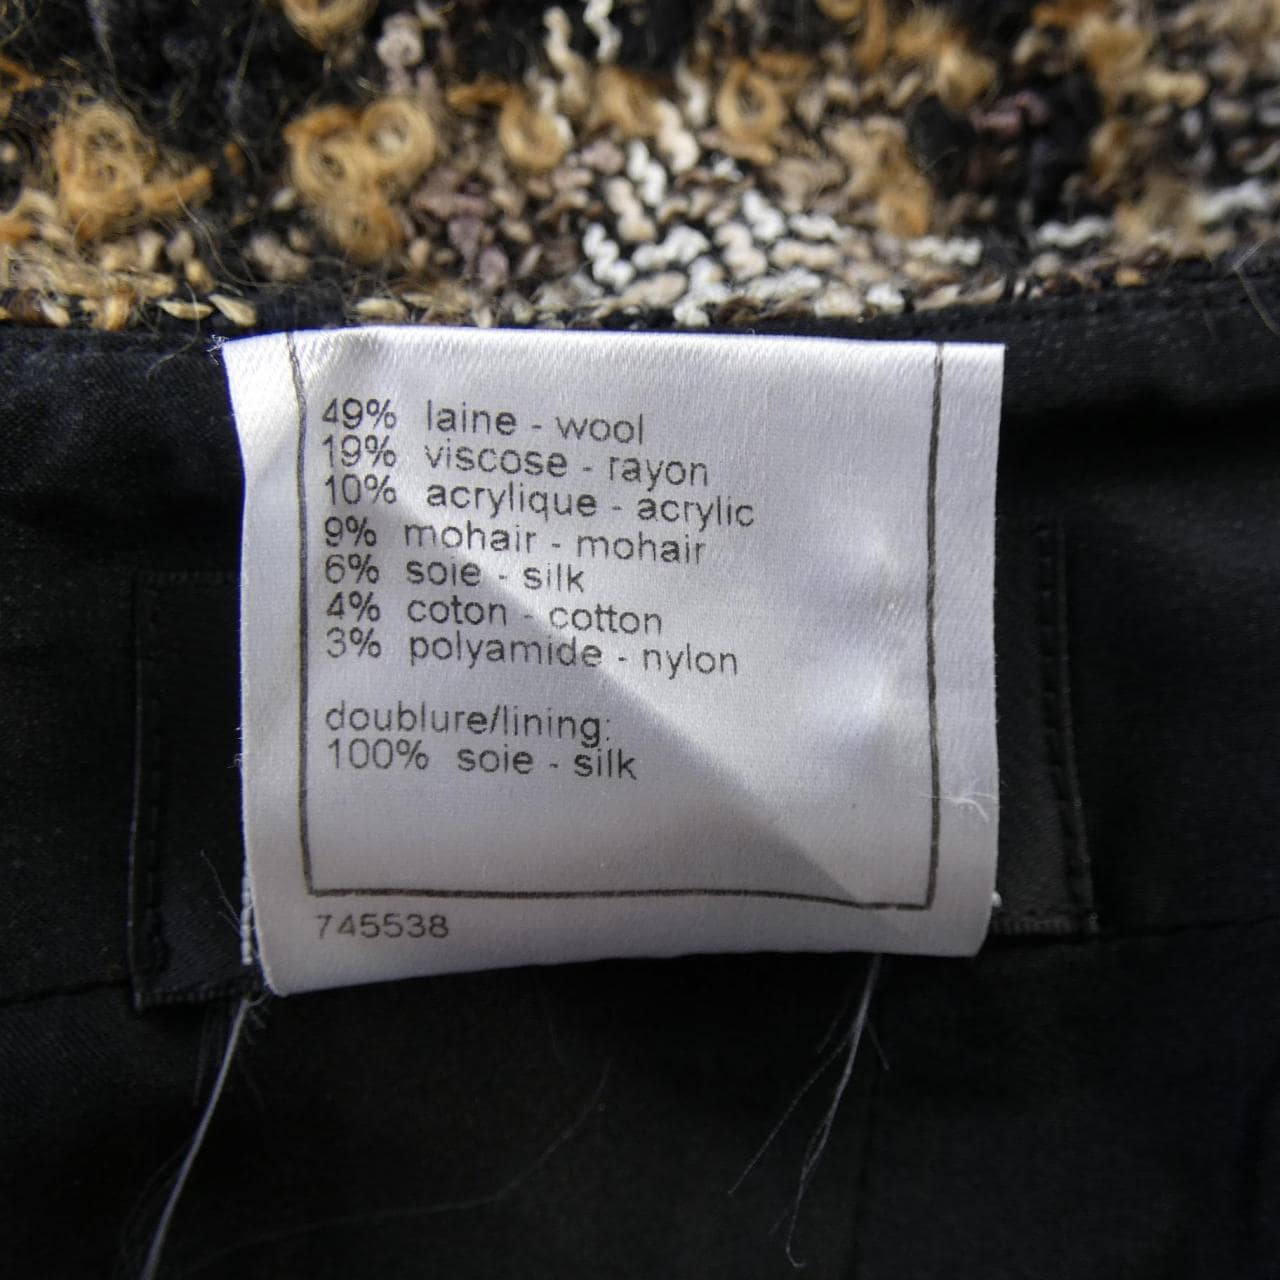 49% laine - wool
19% viscose - rayon
10% acrylique - acrylic
9% mohair - mohair
6% soie - silk
4% coton - cotton
3% polyamide - nylon
doublure/lining:
100% soie - silk
745538